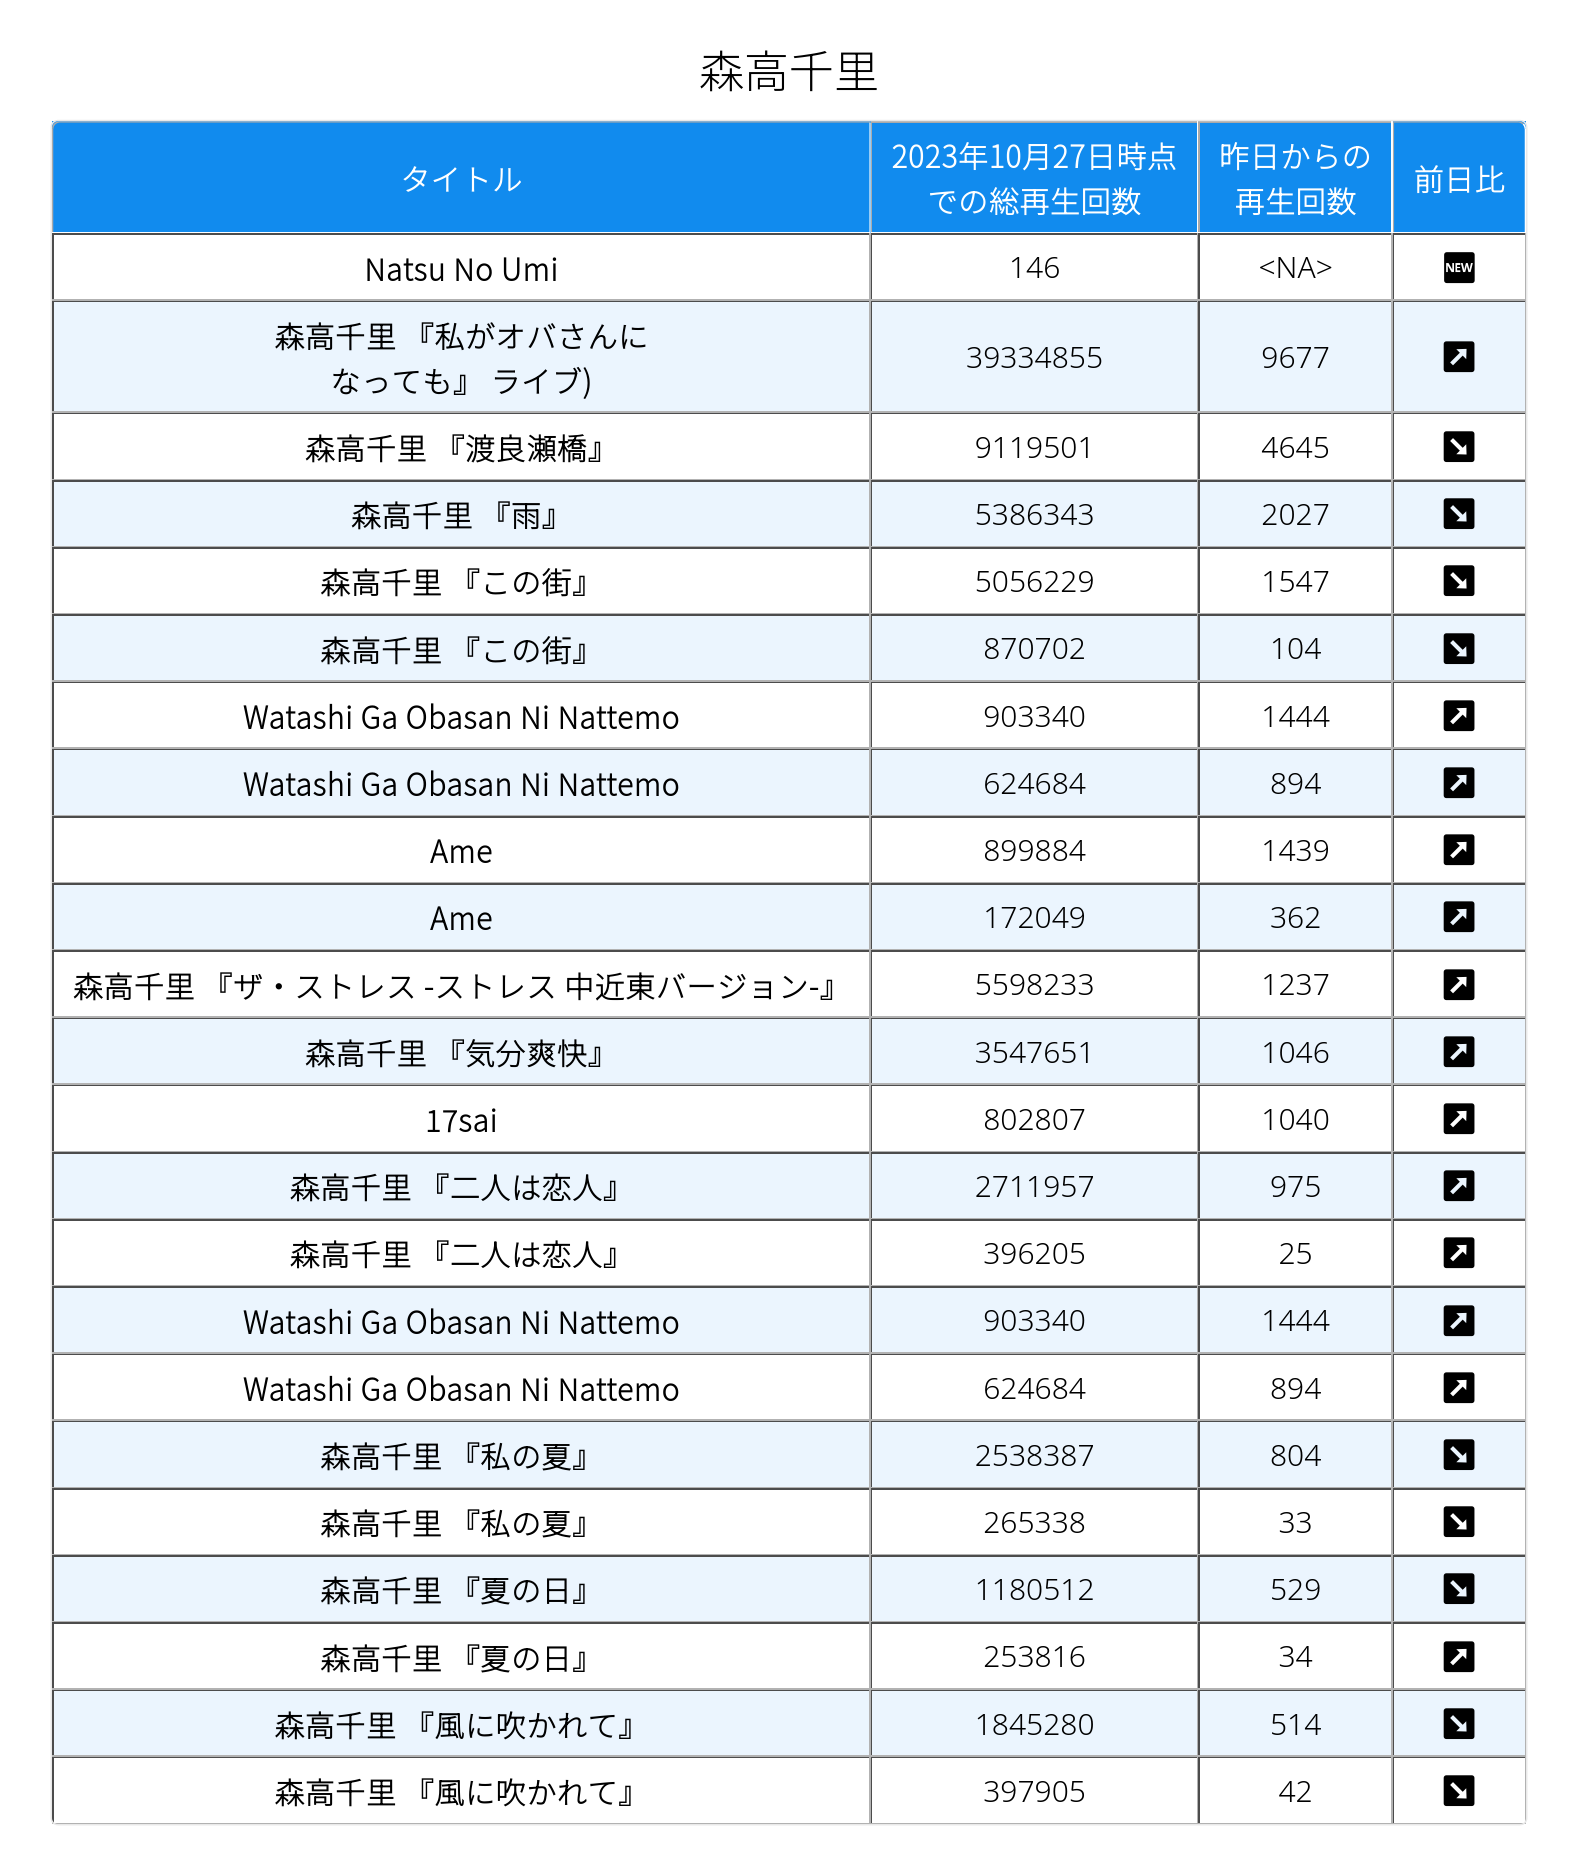 森高千里
タイトル
2023年10月27日時点
での総再生回数
昨日からの
再生回数
前日比
Natsu No Umi 146 <NA> NEW
森高千里 『私がオバさんに
なっても』 ライブ) 39334855 9677
森高千里 『渡良瀬橋』 9119501 4645
森高千里 『雨』 5386343 2027
森高千里 『この街』 5056229 1547
森高千里 『この街』 870702 104
Watashi Ga Obasan Ni Nattemo 903340 1444
Watashi Ga Obasan Ni Nattemo 624684 894
Ame 899884 1439
Ame 172049 362
森高千里 『ザ・ストレス -ストレス 中近東バージョン-』 5598233 1237
森高千里 『気分爽快』 3547651 1046
17sai 802807 1040
森高千里 『二人は恋人』 2711957 975
森高千里 『二人は恋人』 396205 25
Watashi Ga Obasan Ni Nattemo 903340 1444
Watashi Ga Obasan Ni Nattemo 624684 894
森高千里 『私の夏』 2538387 804
森高千里 『私の夏』 265338 33
森高千里 『夏の日』 1180512 529
森高千里 『夏の日』 253816 34
森高千里 『風に吹かれて』 1845280 514
森高千里 『風に吹かれて』 397905 42